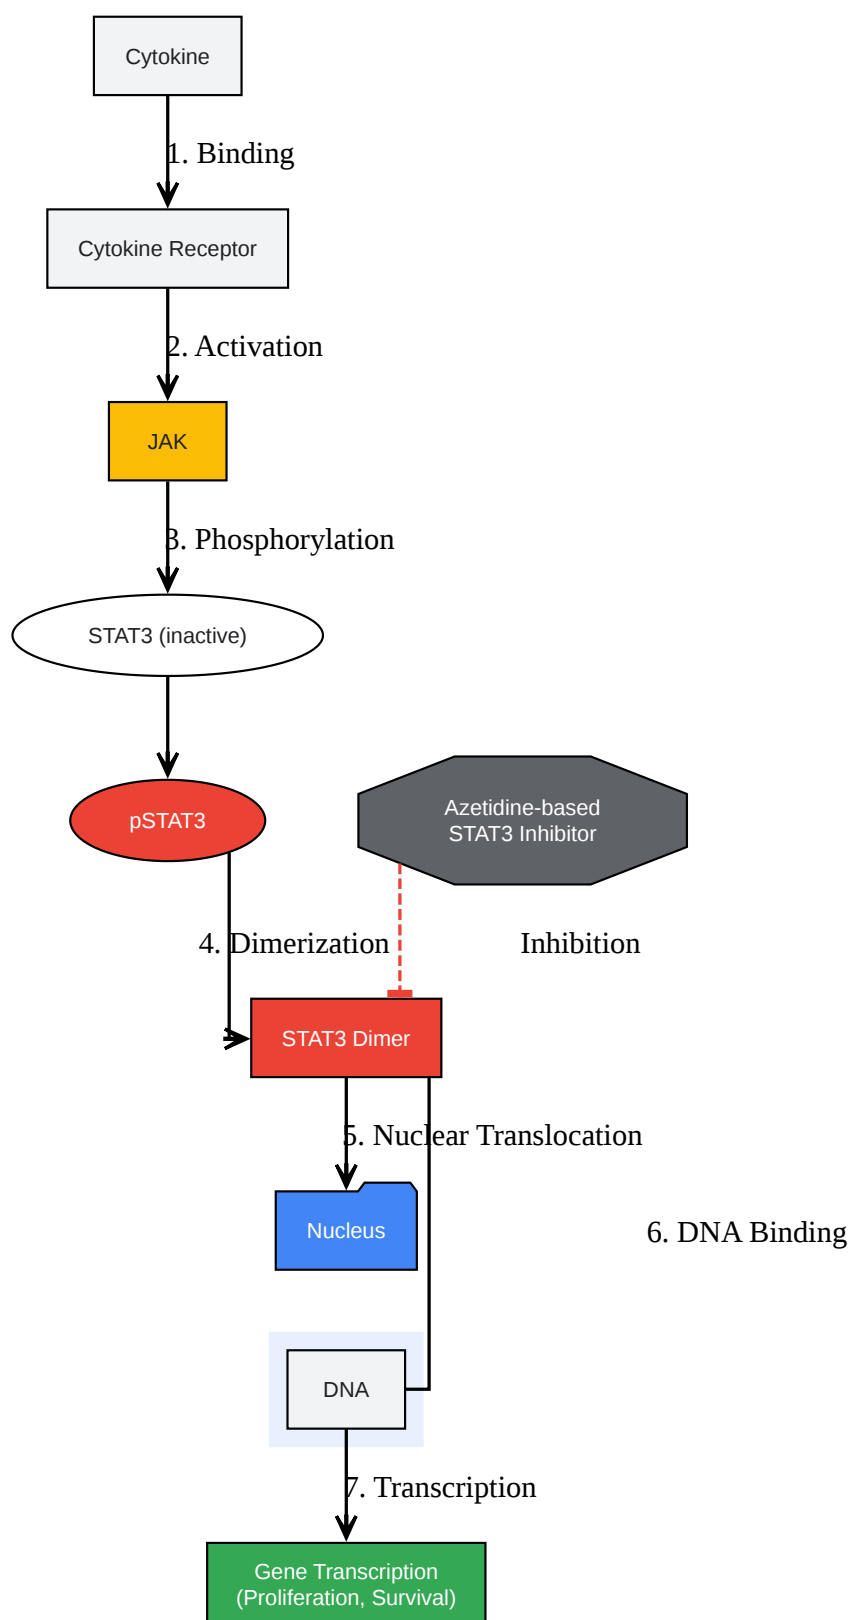 Cytokine
1. Binding
Cytokine Receptor
2. Activation
JAK
3. Phosphorylation
STAT3 (inactive)
pSTAT3
Azetidine-based
STAT3 Inhibitor
4. Dimerization
Inhibition
STAT3 Dimer
5. Nuclear Translocation
Nucleus
6. DNA Binding
DNA
7. Transcription
Gene Transcription
(Proliferation, Survival)